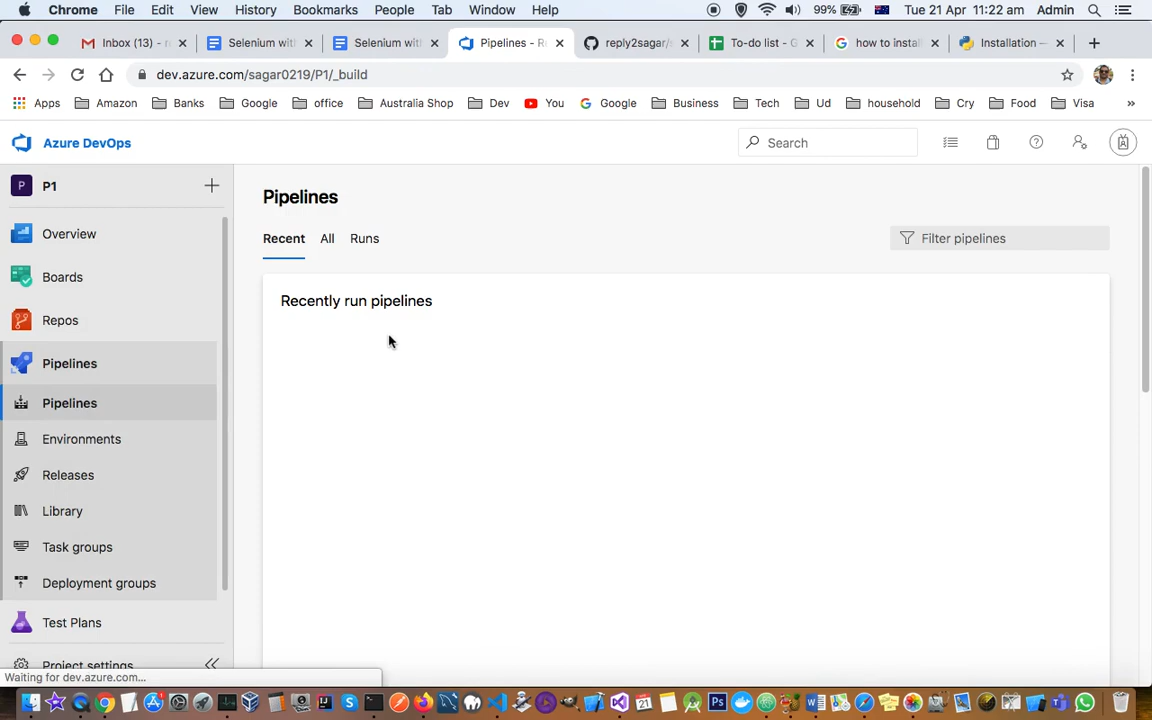 Chrome File Edit View History Bookmarks People Tab Window Help 99% Tue 21 Apr 11:22 am Admin
Inbox (13) - r
Selenium wit
Selenium wit
Pipelines - R
reply2sagar/
To-do list - G
how to instal
Installation —
dev.azure.com/sagar0219/P1/_build
Apps Amazon Banks Google office Australia Shop Dev You Google Business Tech Ud household Cry Food Visa »
Azure DevOps
Search
P P1
Overview
Boards
Repos
Pipelines
Pipelines
Environments
Releases
Library
Task groups
Deployment groups
Test Plans
Project settings
Pipelines
Recent All Runs
Filter pipelines
Recently run pipelines
Waiting for dev.azure.com...